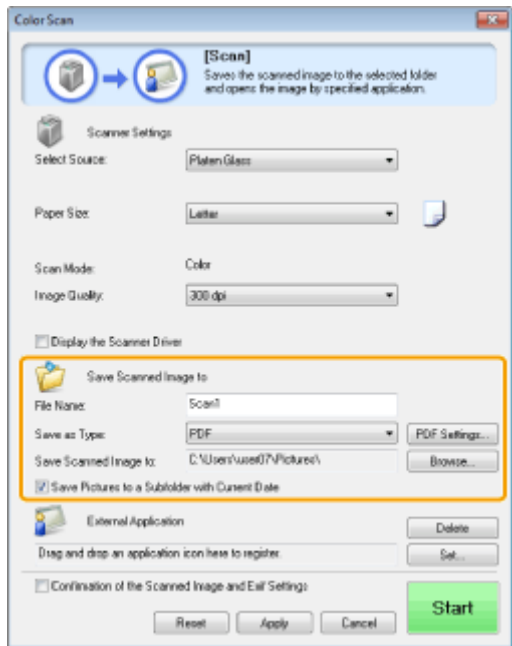 Color Scan
[Scan]
Saves the scanned image to the selected folder
and opens the image by specified application.
Scanner Settings
Select Source: Platen Glass
Paper Size: Letter
Scan Mode: Color
Image Quality: 300 dpi
Display the Scanner Driver
Save Scanned Image to
File Name: Scan1
Save as Type: PDF PDF Settings...
Save Scanned Image to: C:\Users\user07\Pictures\ Browse...
Save Pictures to a Subfolder with Current Date
External Application Delete
Drag and drop an application icon here to register. Set...
Confirmation of the Scanned Image and Exif Settings
Reset Apply Cancel Start